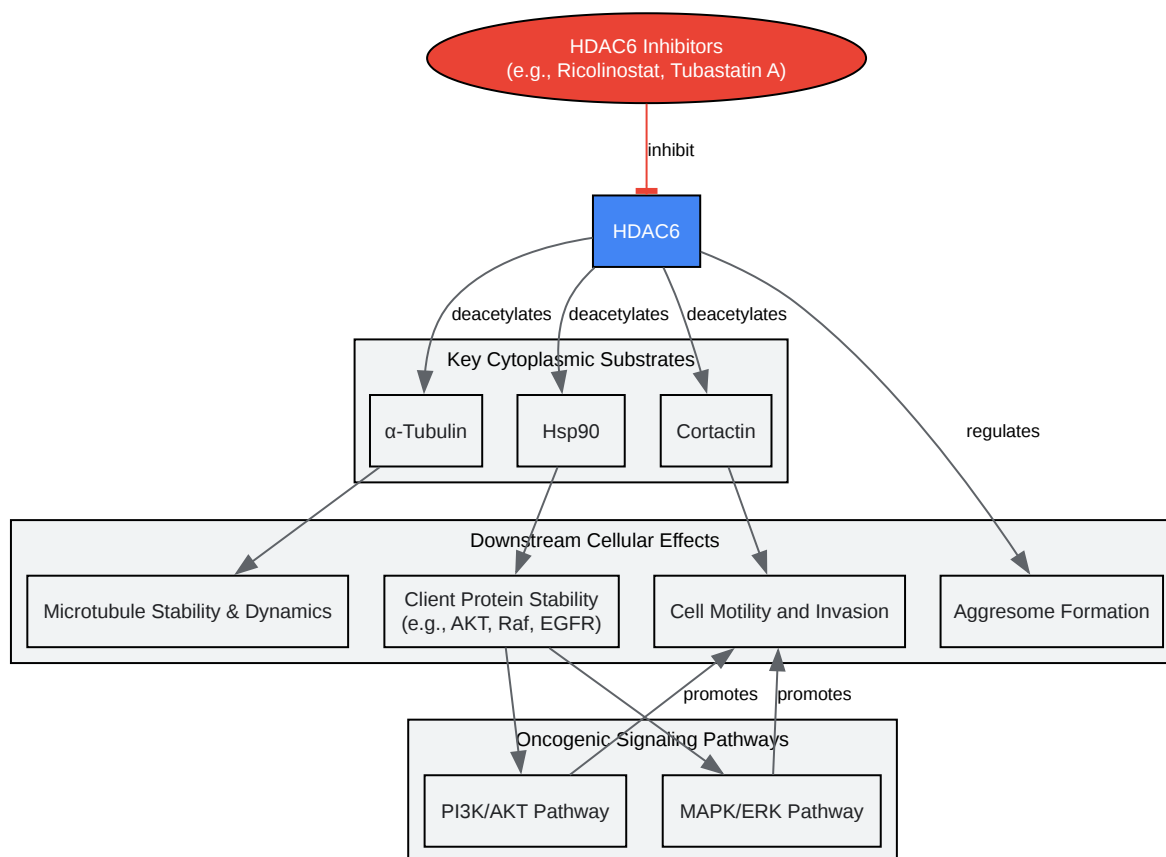 HDAC6 Inhibitors
(e.g., Ricolinostat, Tubastatin A)
inhibit
HDAC6
deacetylates
deacetylates
deacetylates
Key Cytoplasmic Substrates
α-Tubulin
Hsp90
Cortactin
regulates
Downstream Cellular Effects
Microtubule Stability & Dynamics
Client Protein Stability
(e.g., AKT, Raf, EGFR)
Cell Motility and Invasion
Aggresome Formation
promotes
promotes
Oncogenic Signaling Pathways
PI3K/AKT Pathway
MAPK/ERK Pathway